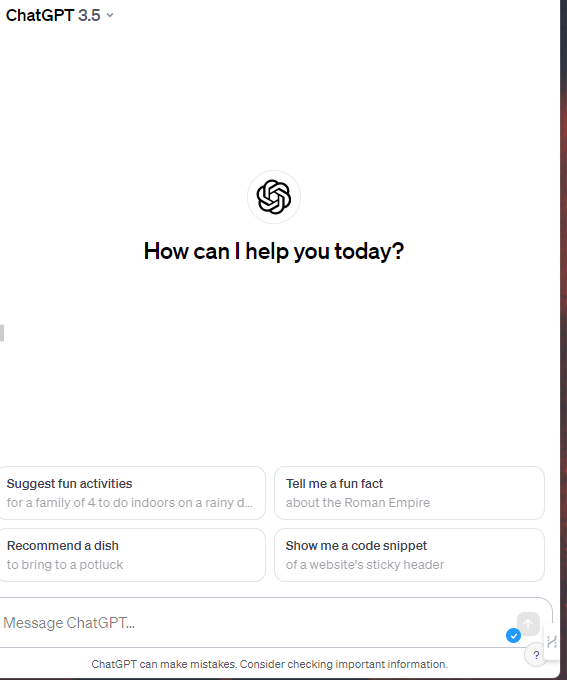 ChatGPT 3.5
How can I help you today?
Suggest fun activities
for a family of 4 to do indoors on a rainy d...
Tell me a fun fact
about the Roman Empire
Recommend a dish
to bring to a potluck
Show me a code snippet
of a website's sticky header
Message ChatGPT...
?
ChatGPT can make mistakes. Consider checking important information.